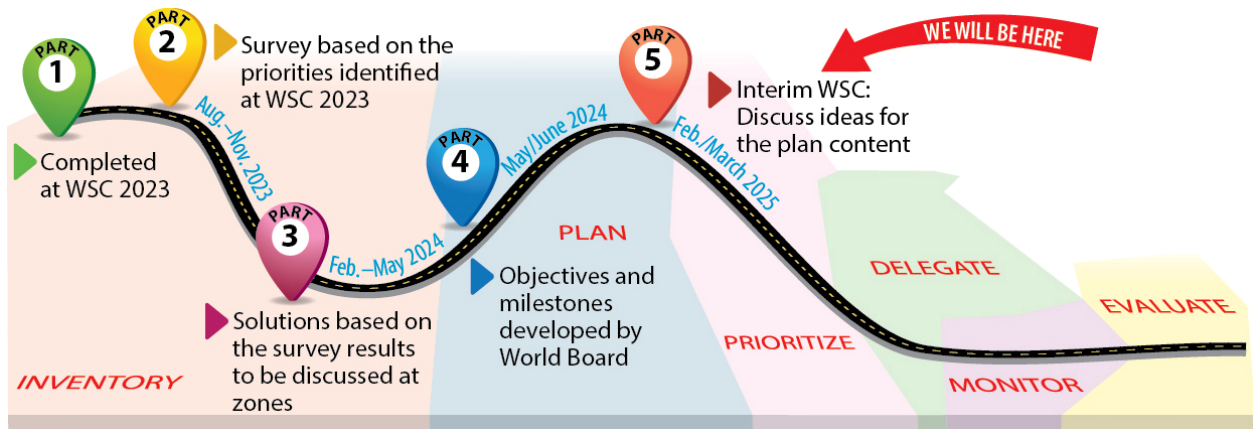 PART
1
Completed
at WSC 2023
PART
2
Survey based on the
priorities identified
at WSC 2023
Aug.–Nov. 2023
PART
3
Solutions based on
the survey results
to be discussed at
zones
Feb.–May 2024
PART
4
Objectives and
milestones
developed by
World Board
May/June 2024
PART
5
Interim WSC:
Discuss ideas for
the plan content
WE WILL BE HERE
Feb./March 2025
INVENTORY
PLAN
PRIORITIZE
DELEGATE
MONITOR
EVALUATE